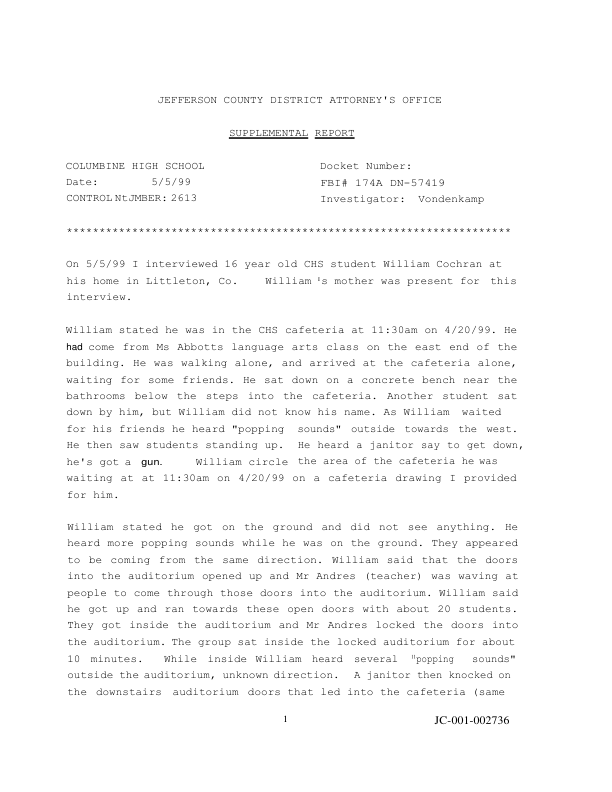 JEFFERSON COUNTY DISTRICT ATTORNEY'S OFFICE
SUPPLEMENTAL REPORT
COLUMBINE HIGH SCHOOL Docket Number:
Date: 5/5/99 FBI# 174A DN-57419
CONTROL NtJMBER: 2613 Investigator: Vondenkamp
********************************************************************
On 5/5/99 I interviewed 16 year old CHS student William Cochran at
his home in Littleton, Co. William 's mother was present for this
interview.
William stated he was in the CHS cafeteria at 11:30am on 4/20/99. He
had come from Ms Abbotts language arts class on the east end of the
building. He was walking alone, and arrived at the cafeteria alone,
waiting for some friends. He sat down on a concrete bench near the
bathrooms below the steps into the cafeteria. Another student sat
down by him, but William did not know his name. As William waited
for his friends he heard "popping sounds" outside towards the west.
He then saw students standing up. He heard a janitor say to get down,
he's got a gun. William circle the area of the cafeteria he was
waiting at at 11:30am on 4/20/99 on a cafeteria drawing I provided
for him.
William stated he got on the ground and did not see anything. He
heard more popping sounds while he was on the ground. They appeared
to be coming from the same direction. William said that the doors
into the auditorium opened up and Mr Andres (teacher) was waving at
people to come through those doors into the auditorium. William said
he got up and ran towards these open doors with about 20 students.
They got inside the auditorium and Mr Andres locked the doors into
the auditorium. The group sat inside the locked auditorium for about
10 minutes. While inside William heard several "popping sounds"
outside the auditorium, unknown direction. A janitor then knocked on
the downstairs auditorium doors that led into the cafeteria (same
1 JC-001-002736